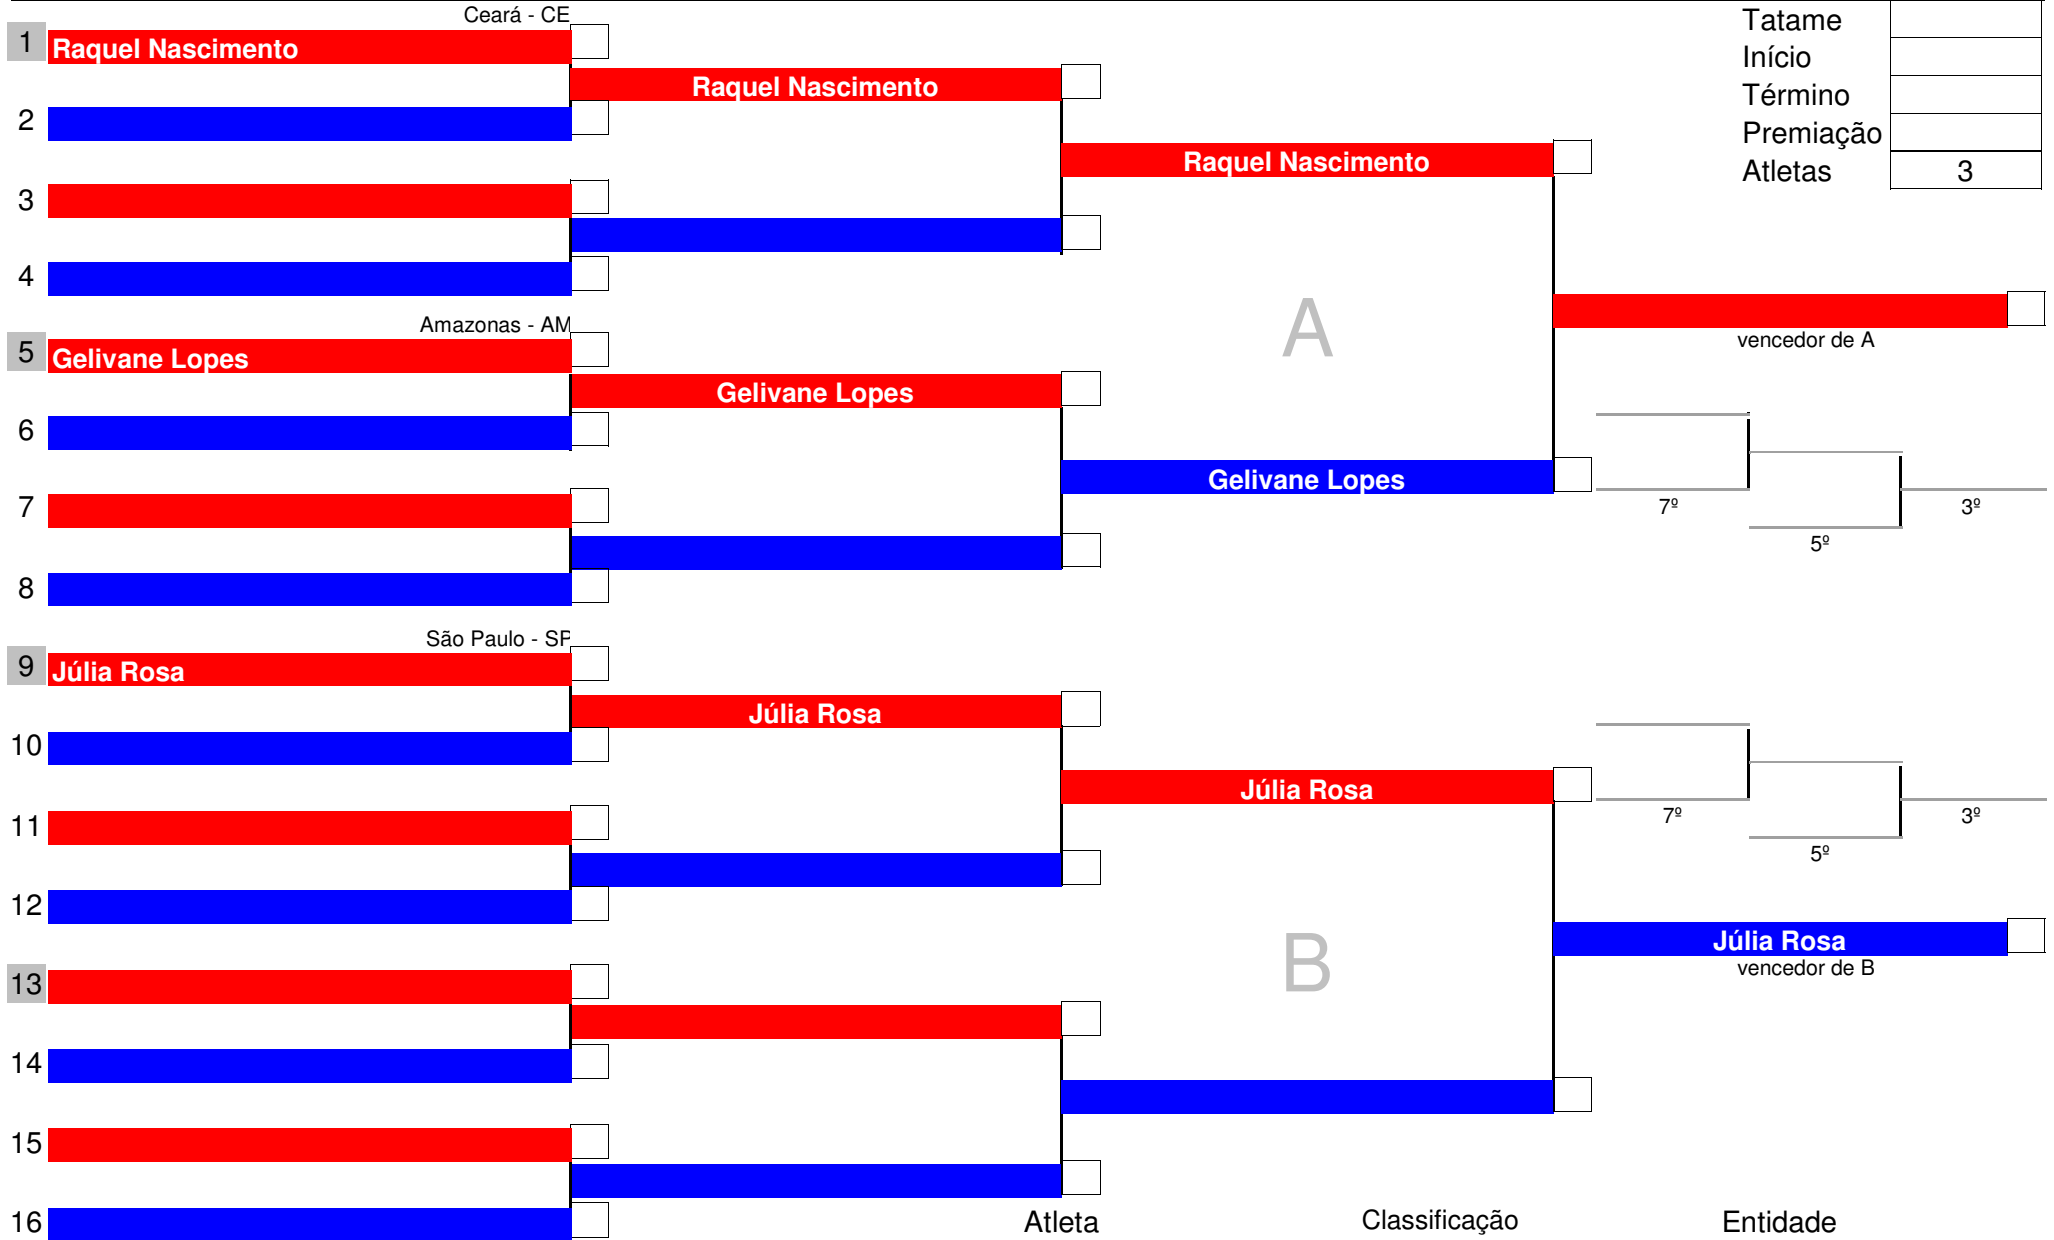 Ceará - CE
1 Raquel Nascimento
Raquel Nascimento
2
Raquel Nascimento
3
4
Amazonas - AM
5 Gelivane Lopes
Gelivane Lopes
6
Gelivane Lopes
7
8
A
vencedor de A
7º
5º
3º
São Paulo - SP
9 Júlia Rosa
Júlia Rosa
10
Júlia Rosa
11
12
7º
5º
3º
Júlia Rosa
vencedor de B
B
13
14
15
16
Tatame
Início
Término
Premiação
Atletas 3
Atleta Classificação Entidade